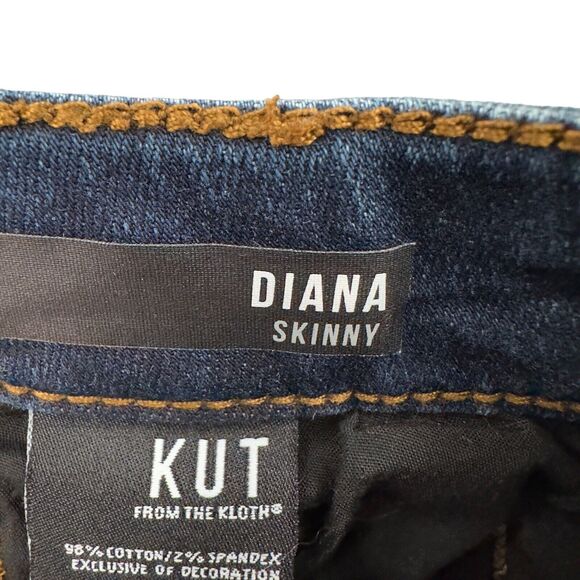 DIANA
SKINNY
KUT
FROM THE KLOTH®
98% COTTON/2% SPANDEX
EXCLUSIVE OF DECORATION